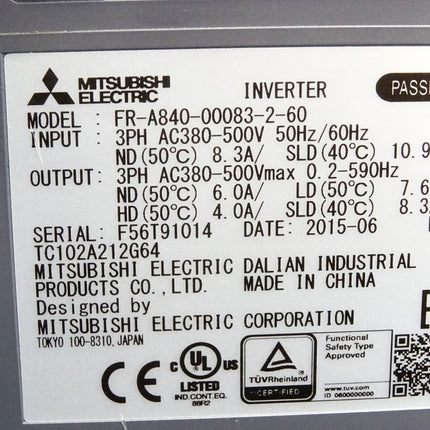 MITSUBISHI
ELECTRIC
INVERTER
MODEL : FR-A840-00083-2-60
INPUT : 3PH AC380-500V 50Hz/60Hz
ND(50℃) 8.3A/ SLD(40℃) 10.9
OUTPUT: 3PH AC380-500Vmax 0.2-590Hz
ND(50℃) 6.0A/ LD(50℃) 7.6
HD(50℃) 4.0A/ SLD(40℃) 8.3
SERIAL: F56T91014 DATE: 2015-06
TC102A212G64
MITSUBISHI ELECTRIC DALIAN INDUSTRIAL
PRODUCTS CO.,LTD. MADE IN CHINA
Designed by
MITSUBISHI ELECTRIC CORPORATION
TOKYO 100-8310, JAPAN
CE
c UL US
LISTED
IND.CONT.EQ.
88R2
TÜVRheinland
CERTIFIED
Functional
Safety Type
Approved
www.tuv.com
ID 0600000000